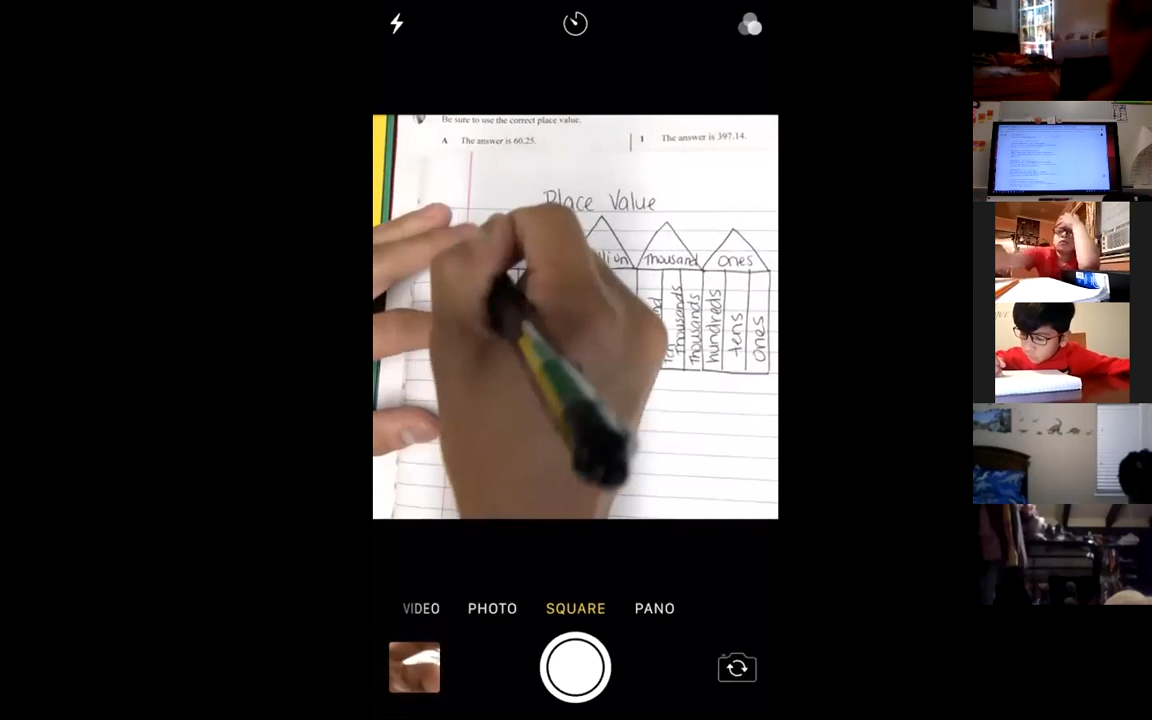 Be sure to use the correct place value.
A The answer is 60.25.
1 The answer is 397.14.
Place Value
thousand
ones
thousands
thousands
hundreds
tens
ones
VIDEO PHOTO SQUARE PANO